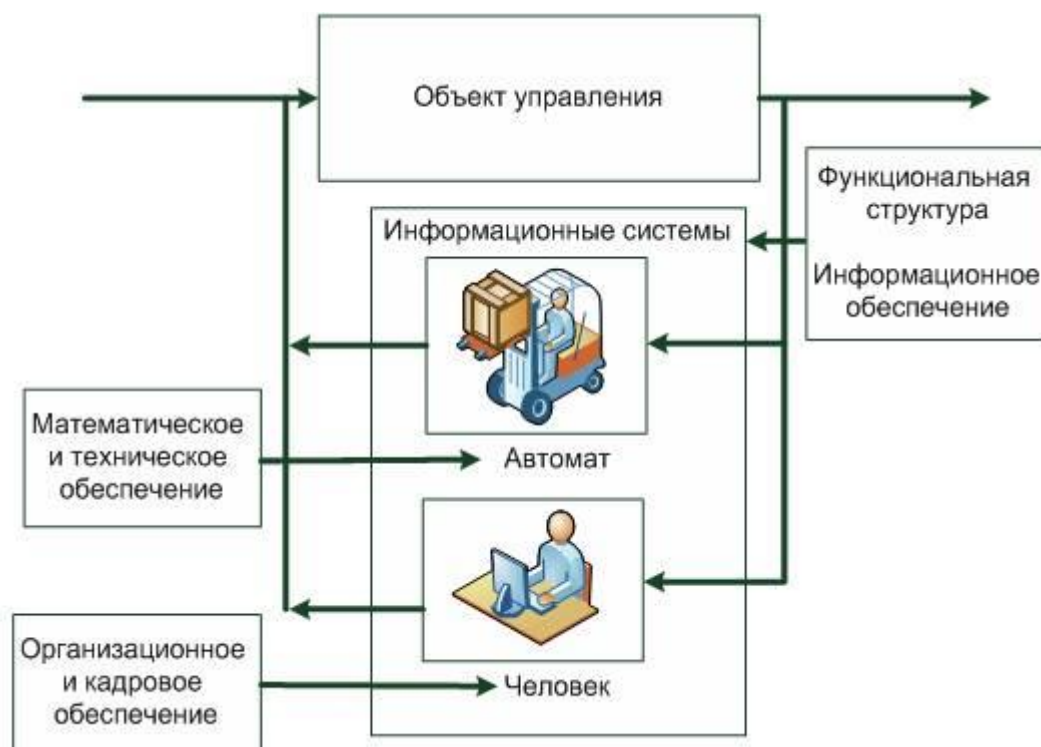 Объект управления
Функциональная
структура
Информационное
обеспечение
Информационные системы
Математическое
и техническое
обеспечение
Автомат
Организационное
и кадровое
обеспечение
Человек